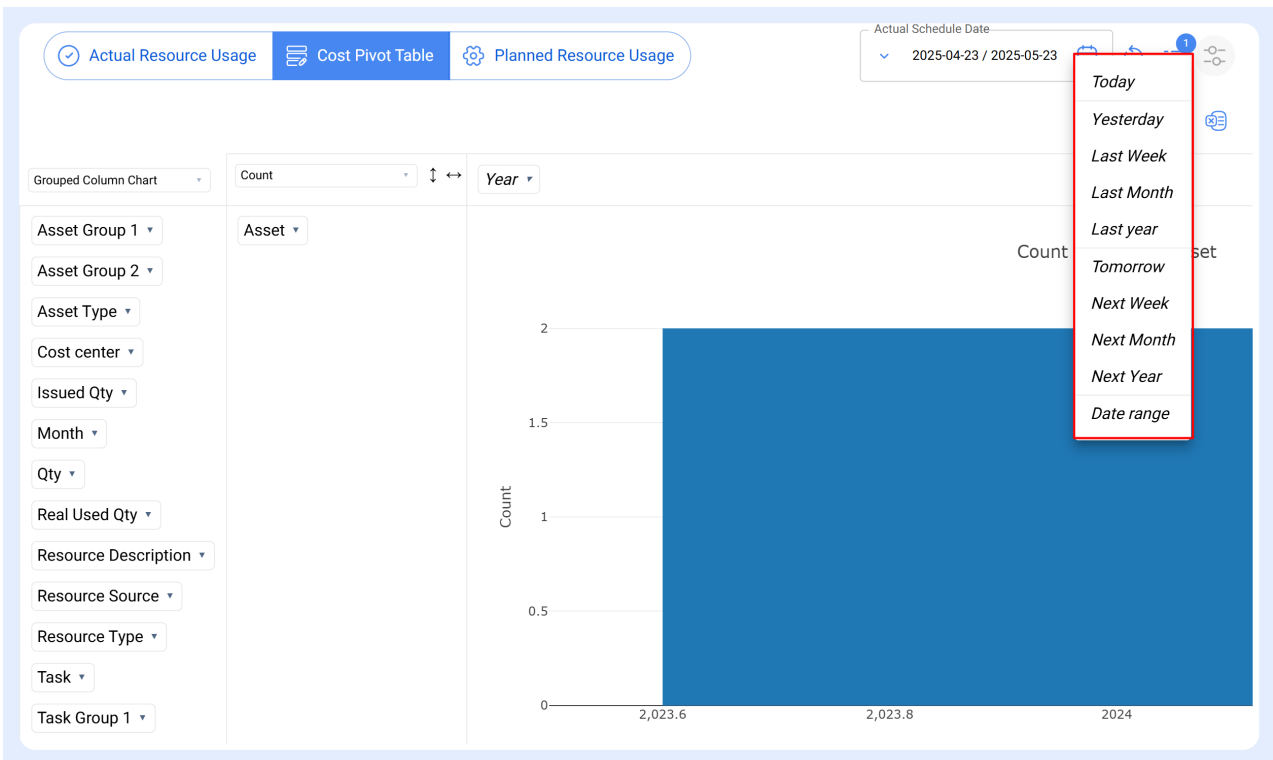 Actual Schedule Date
Actual Resource Usage
Cost Pivot Table
Planned Resource Usage
2025-04-23 / 2025-05-23
1
Today
Yesterday
Last Week
Last Month
Last year
Tomorrow
Next Week
Next Month
Next Year
Date range
Grouped Column Chart
Count
Year
Asset Group 1
Asset Group 2
Asset Type
Cost center
Issued Qty
Month
Qty
Real Used Qty
Resource Description
Resource Source
Resource Type
Task
Task Group 1
Asset
Count
2
1.5
1
0.5
0
Count
2,023.6
2,023.8
2024